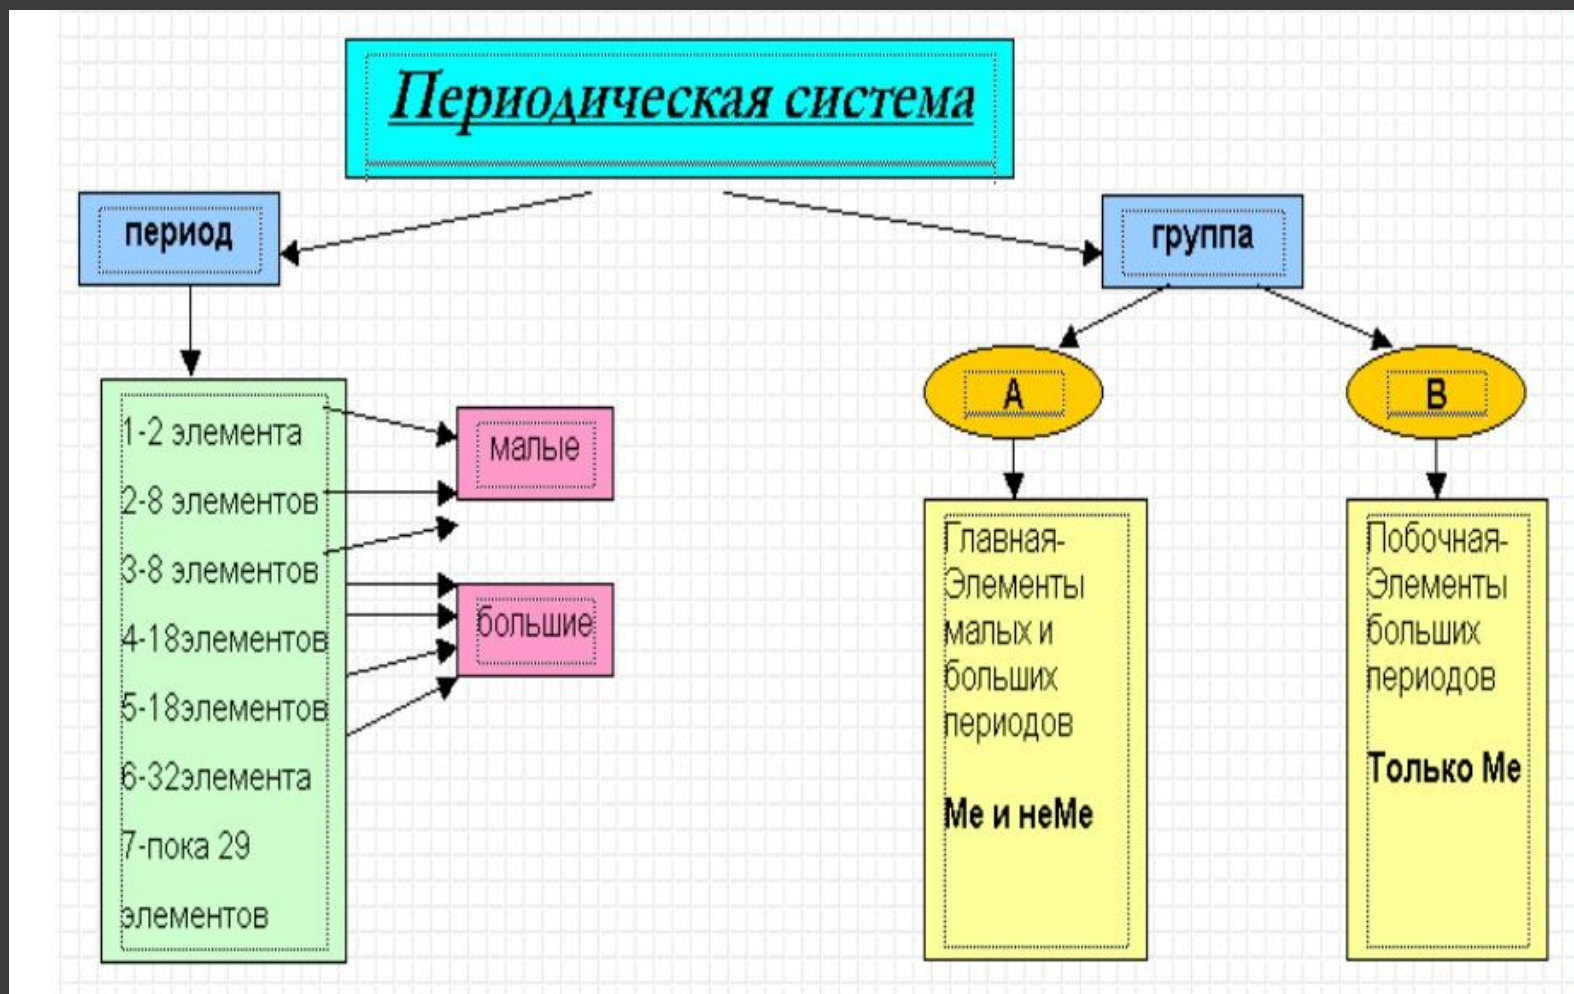 Периодическая система
период
группа
1-2 элемента
2-8 элементов
3-8 элементов
4-18элементов
5-18элементов
6-32элемента
7-пока 29
элементов
малые
большие
А
В
Главная-
Элементы
малых и
больших
периодов
Ме и неМе
Побочная-
Элементы
больших
периодов
Только Ме